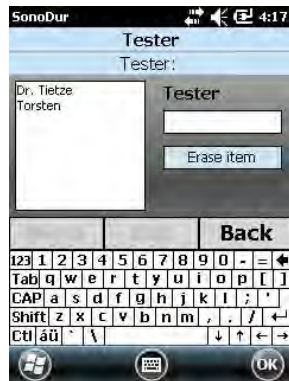 SonoDur 4:17
Tester
Tester:
Dr. Tietze
Torsten
Tester
Erase item
Back
123 1 2 3 4 5 6 7 8 9 0 - =
Tab q w e r t y u i o p [ ]
CAP a s d f g h j k l ; '
Shift z x c v b n m , . /
Ctl áü ` \
OK